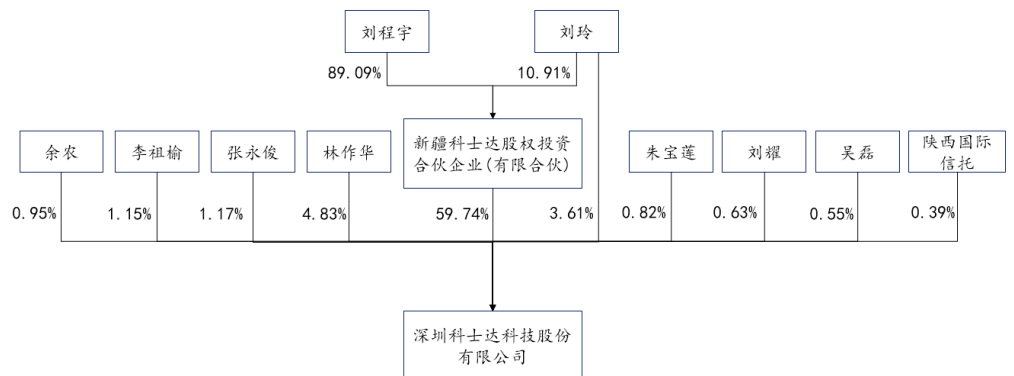 刘程宇
刘玲
89.09%
10.91%
余农
李祖榆
张永俊
林作华
新疆科士达股权投资
合伙企业(有限合伙)
朱宝莲
刘耀
吴磊
陕西国际
信托
0.95%
1.15%
1.17%
4.83%
59.74%
3.61%
0.82%
0.63%
0.55%
0.39%
深圳科士达科技股份
有限公司